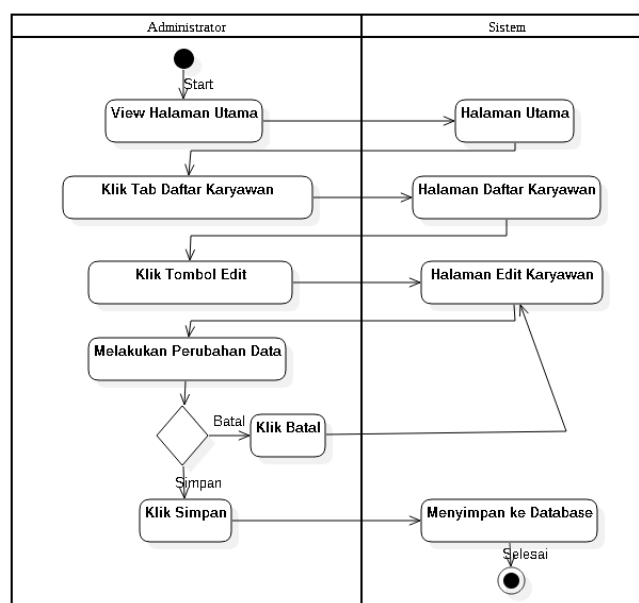 Administrator
Sistem
Start
View Halaman Utama
Halaman Utama
Klik Tab Daftar Karyawan
Halaman Daftar Karyawan
Klik Tombol Edit
Halaman Edit Karyawan
Melakukan Perubahan Data
Batal
Klik Batal
Simpan
Klik Simpan
Menyimpan ke Database
Selesai